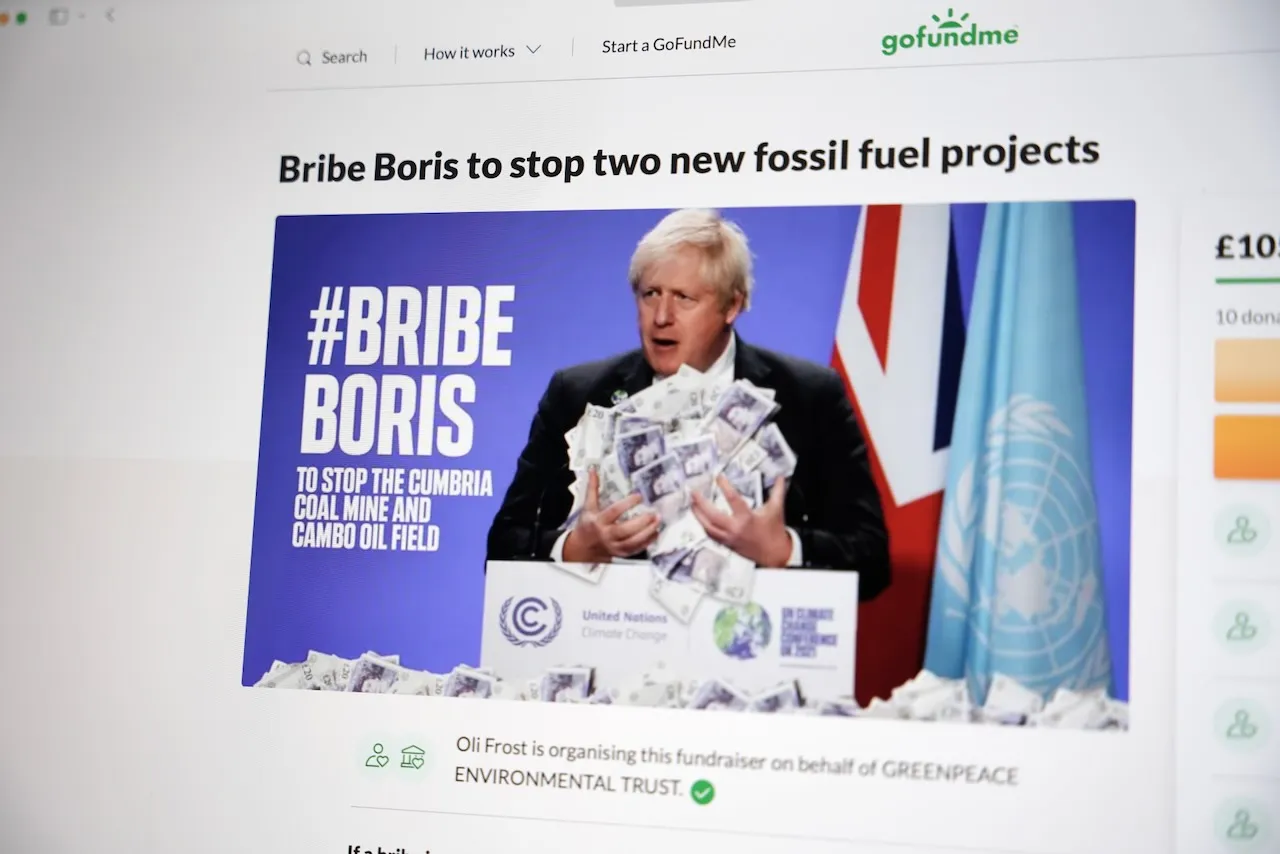 Search
How it works
Start a GoFundMe
gofundme
Bribe Boris to stop two new fossil fuel projects
#BRIBE
BORIS
TO STOP THE CUMBRIA
COAL MINE AND
CAMBO OIL FIELD
United Nations
Climate Change
UN CLIMATE
CHANGE
CONFERENCE
UK 2021
£10
10 dona
Oli Frost is organising this fundraiser on behalf of GREENPEACE
ENVIRONMENTAL TRUST.